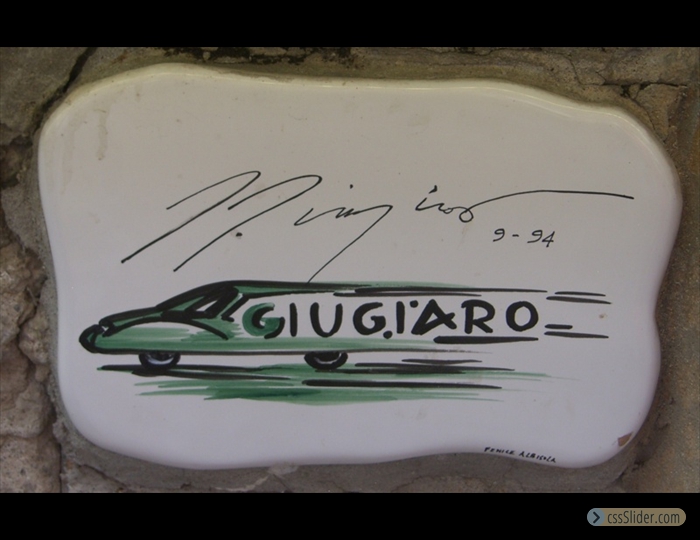 9-94
GIUGIARO
FENICE ALBISOLA
cssSlider.com